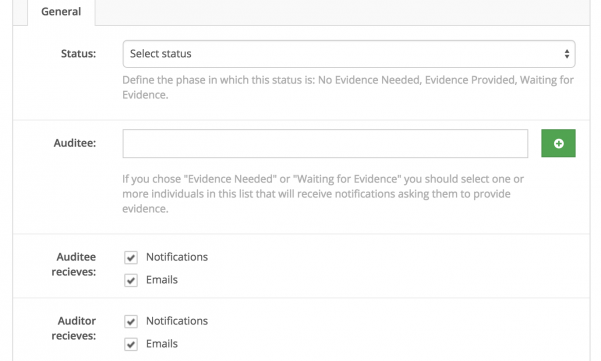 General
Status:
Select status
Define the phase in which this status is: No Evidence Needed, Evidence Provided, Waiting for
Evidence.
Auditee:
If you chose "Evidence Needed" or "Waiting for Evidence" you should select one or
more individuals in this list that will receive notifications asking them to provide
evidence.
Auditee
recieves:
Notifications
Emails
Auditor
recieves:
Notifications
Emails